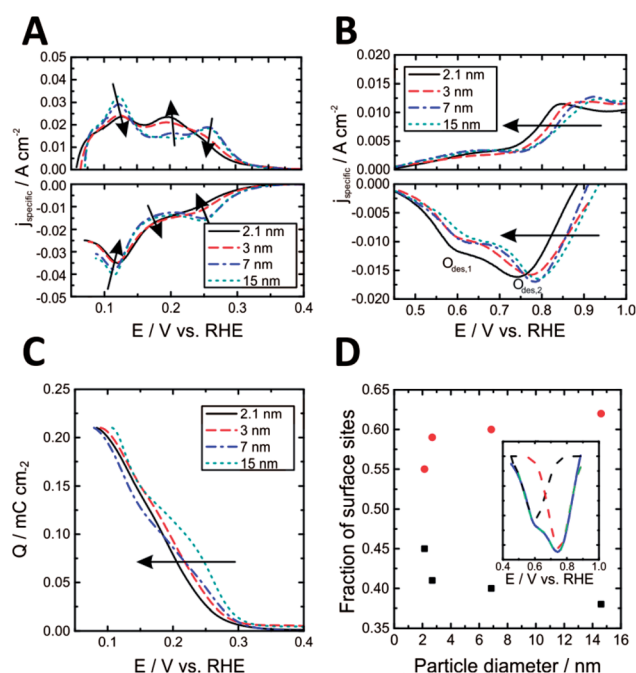 A
0.05
0.04
0.03
0.02
0.01
0.00
-0.00
-0.01
-0.02
-0.03
-0.04
-0.05
j specific / A cm-2
2.1 nm
3 nm
7 nm
15 nm
0.1 0.2 0.3 0.4
E / V vs. RHE
B
0.020
0.015
0.010
0.005
0.000
0.000
-0.005
-0.010
-0.015
-0.020
j specific / A cm-2
2.1 nm
3 nm
7 nm
15 nm
Odes,1
Odes,2
0.5 0.6 0.7 0.8 0.9 1.0
E / V vs. RHE
C
0.25
0.20
0.15
0.10
0.05
0.00
Q / mC cm-2
2.1 nm
3 nm
7 nm
15 nm
0.1 0.2 0.3 0.4
E / V vs. RHE
D
0.65
0.60
0.55
0.50
0.45
0.40
0.35
Fraction of surface sites
0.4 0.6 0.8 1.0
E / V vs. RHE
0 2 4 6 8 10 12 14 16
Particle diameter / nm